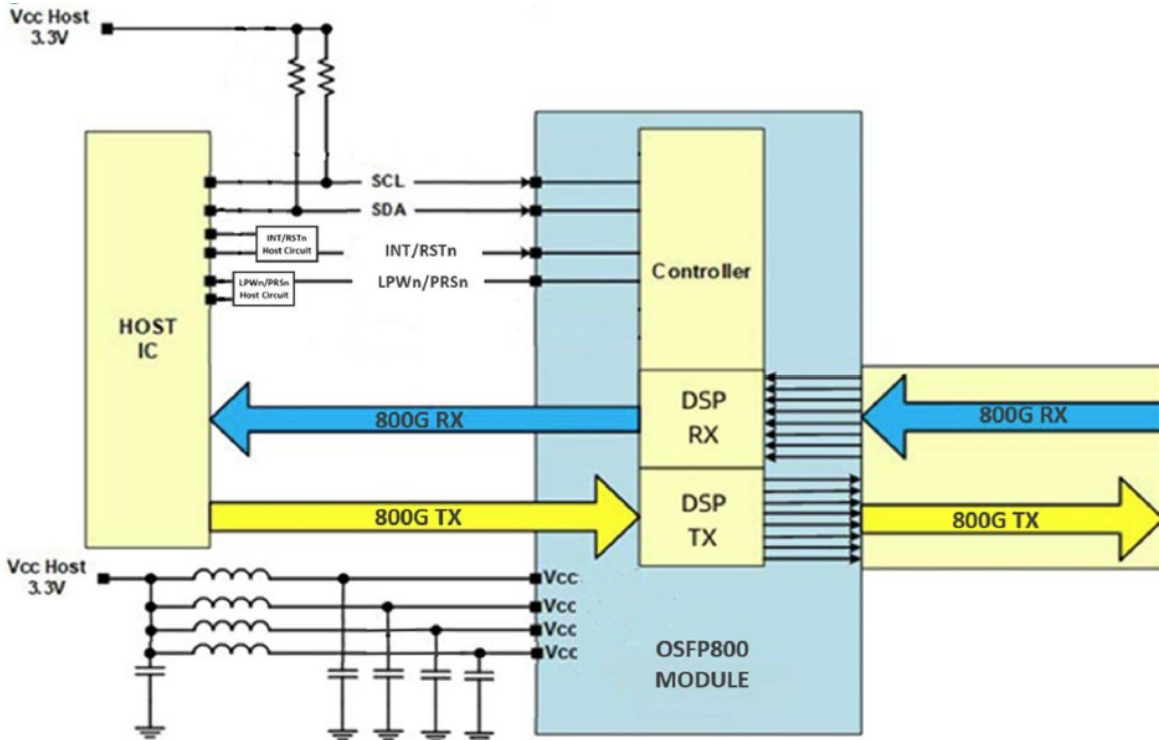 Vcc Host
3.3V
SCL
SDA
INT/RSTn
Host Circuit
INT/RSTn
LPWn/PRSn
Host Circuit
LPWn/PRSn
Controller
HOST
IC
800G RX
DSP
RX
800G RX
800G TX
DSP
TX
800G TX
Vcc Host
3.3V
Vcc
Vcc
Vcc
Vcc
OSFP800
MODULE